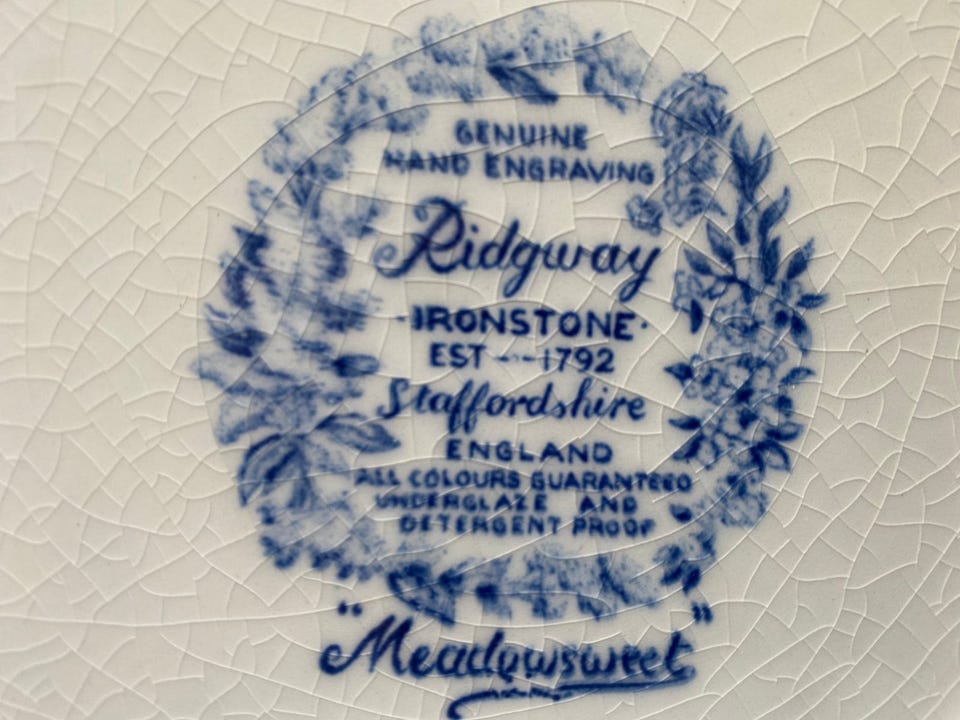 GENUINE
HAND ENGRAVING
Ridgway
·IRONSTONE·
EST----1792
Staffordshire
ENGLAND
ALL COLOURS GUARANTEED
UNDERGLAZE AND
DETERGENT PROOF
"Meadowsweet"